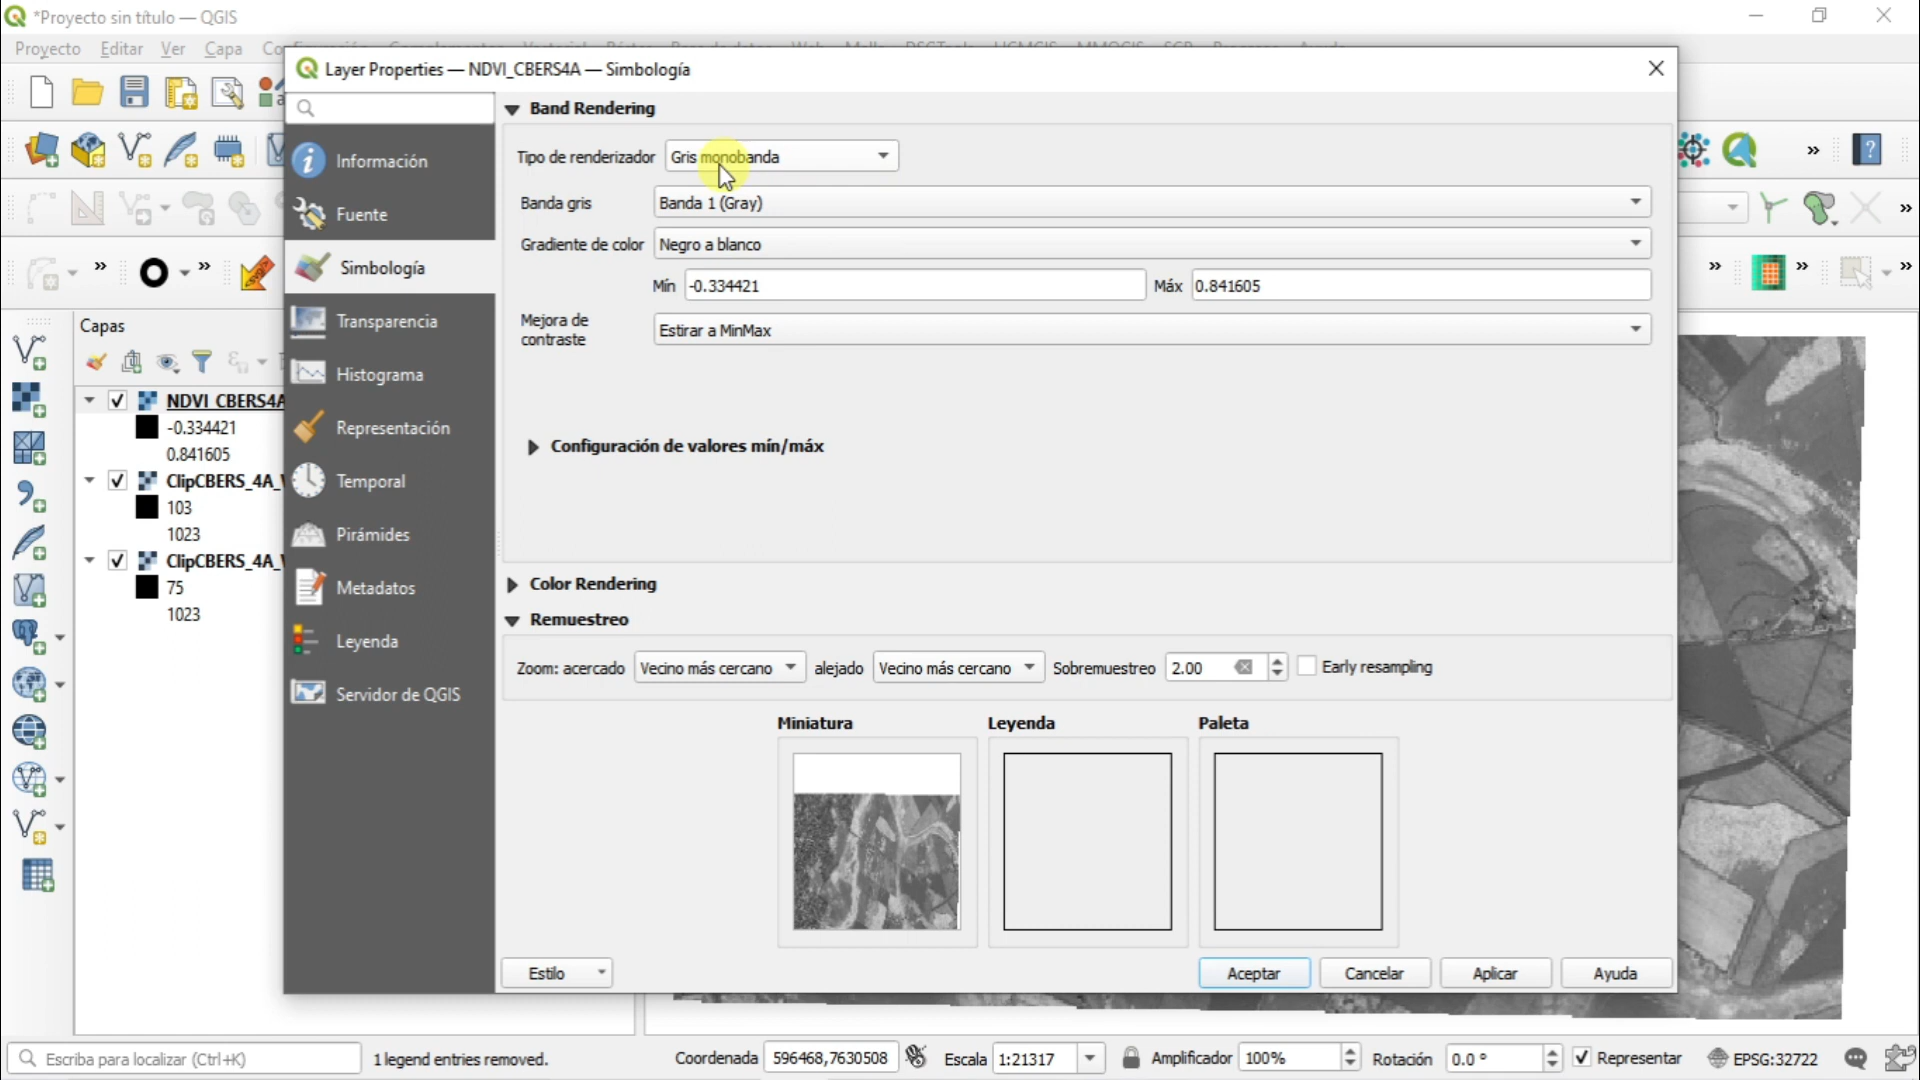 *Proyecto sin título — QGIS
Proyecto Editar Ver Capa
Layer Properties — NDVI_CBERS4A — Simbología
Band Rendering
Información
Fuente
Simbología
Transparencia
Histograma
Representación
Temporal
Pirámides
Metadatos
Leyenda
Servidor de QGIS
Tipo de renderizador Gris monobanda
Banda gris Banda 1 (Gray)
Gradiente de color Negro a blanco
Mín -0.334421 Máx 0.841605
Mejora de
contraste
Estirar a MinMax
Configuración de valores mín/máx
Color Rendering
Remuestreo
Zoom: acercado Vecino más cercano alejado Vecino más cercano Sobremuestreo 2.00 Early resampling
Miniatura Leyenda Paleta
Estilo Aceptar Cancelar Aplicar Ayuda
Capas
NDVI CBERS4A
-0.334421
0.841605
ClipCBERS_4A_
103
1023
ClipCBERS_4A_
75
1023
Escriba para localizar (Ctrl+K) 1 legend entries removed. Coordenada 596468,7630508 Escala 1:21317 Amplificador 100% Rotación 0.0 ° Representar EPSG:32722